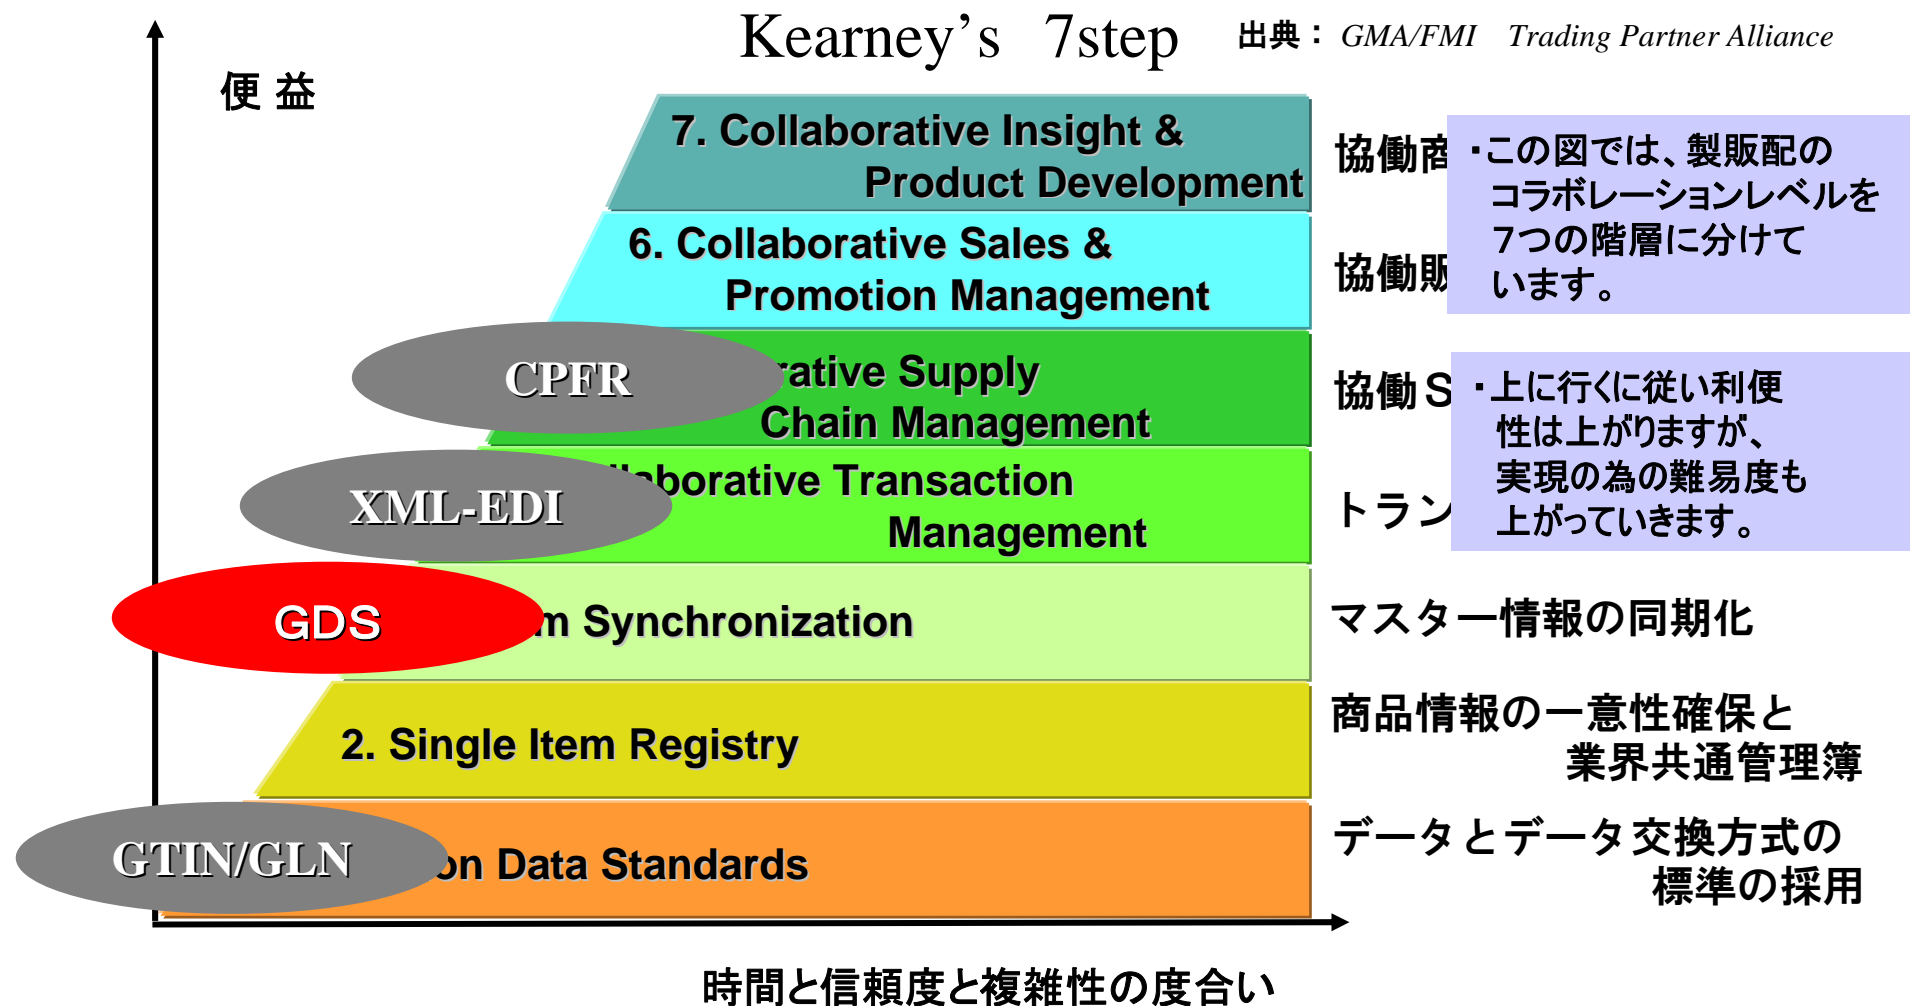 Kearney's 7step
出典： GMA/FMI Trading Partner Alliance
便 益
7. Collaborative Insight &
Product Development
協働商
・この図では、製販配の
コラボレーションレベルを
７つの階層に分けて
います。
6. Collaborative Sales &
Promotion Management
協働販
CPFR
rative Supply
Chain Management
協働S
・上に行くに従い利便
性は上がりますが、
実現の為の難易度も
上がっていきます。
XML-EDI
llaborative Transaction
Management
トラン
GDS
m Synchronization
マスター情報の同期化
2. Single Item Registry
商品情報の一意性確保と
業界共通管理簿
GTIN/GLN
on Data Standards
データとデータ交換方式の
標準の採用
時間と信頼度と複雑性の度合い